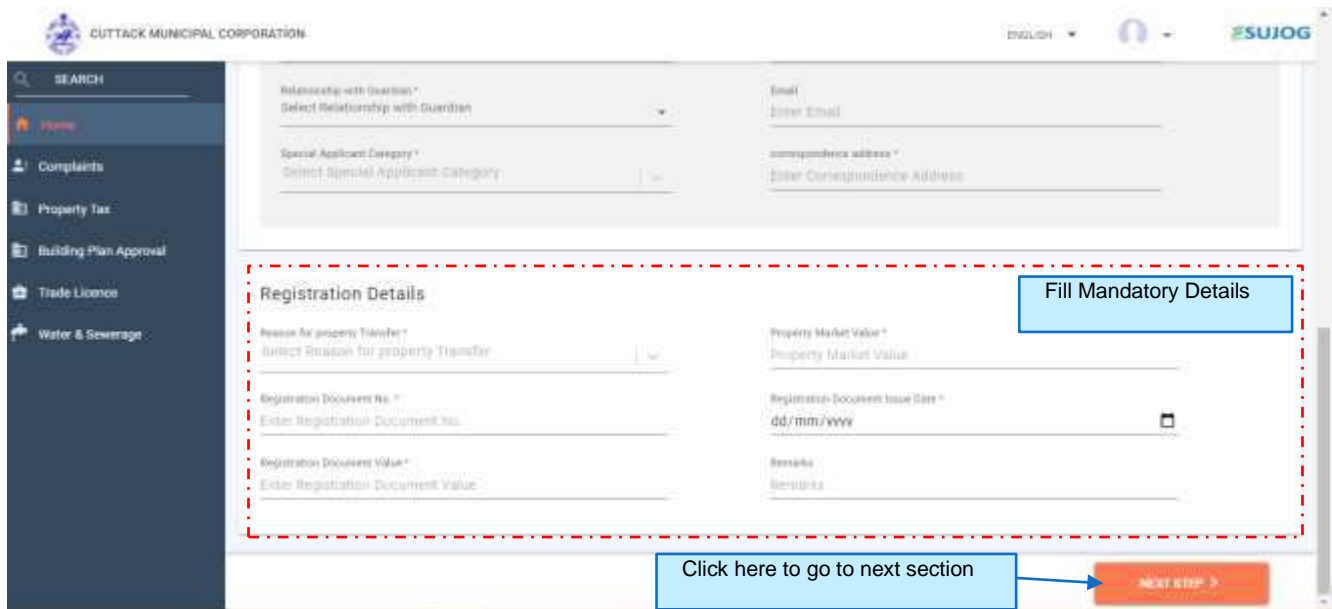 CUTTACK MUNICIPAL CORPORATION
ENGLISH
ESUJOG
SEARCH
Home
Complaints
Property Tax
Building Plan Approval
Trade Licence
Water & Sewerage
Relationship with Guardian *
Select Relationship with Guardian
Email
Enter Email
Special Applicant Category *
Select Special Applicant Category
correspondence address *
Enter Correspondence Address
Registration Details
Fill Mandatory Details
Reason for property Transfer *
Select Reason for property Transfer
Property Market Value *
Property Market Value
Registration Document No. *
Enter Registration Document No.
Registration Document Issue Date *
dd/mm/yyyy
Registration Document Value *
Enter Registration Document Value
Remarks
Remarks
Click here to go to next section
NEXT STEP >